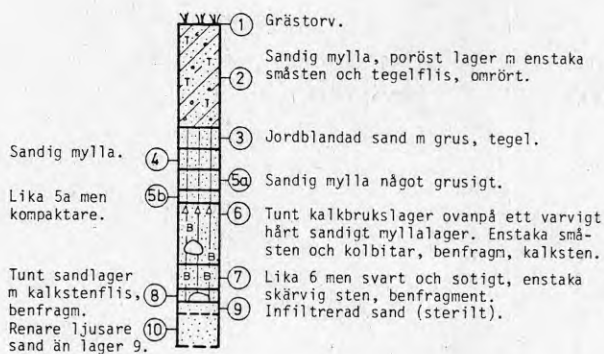 1 Grästorv.
2 Sandig mylla, poröst lager m enstaka
småsten och tegelflis, omrört.
T
T
T
T
3 Jordblandad sand m grus, tegel.
Sandig mylla.
4
5a Sandig mylla något grusigt.
5b
Lika 5a men
kompaktare.
6 Tunt kalkbrukslager ovanpå ett varvigt
hårt sandigt myllalager. Enstaka små-
sten och kolbitar, benfragm, kalksten.
B
B
7 Lika 6 men svart och sotigt, enstaka
skärvig sten, benfragment.
B B
Tunt sandlager
m kalkstenflis,
benfragm.
8
9 Infiltrerad sand (sterilt).
10
Renare ljusare
sand än lager 9.